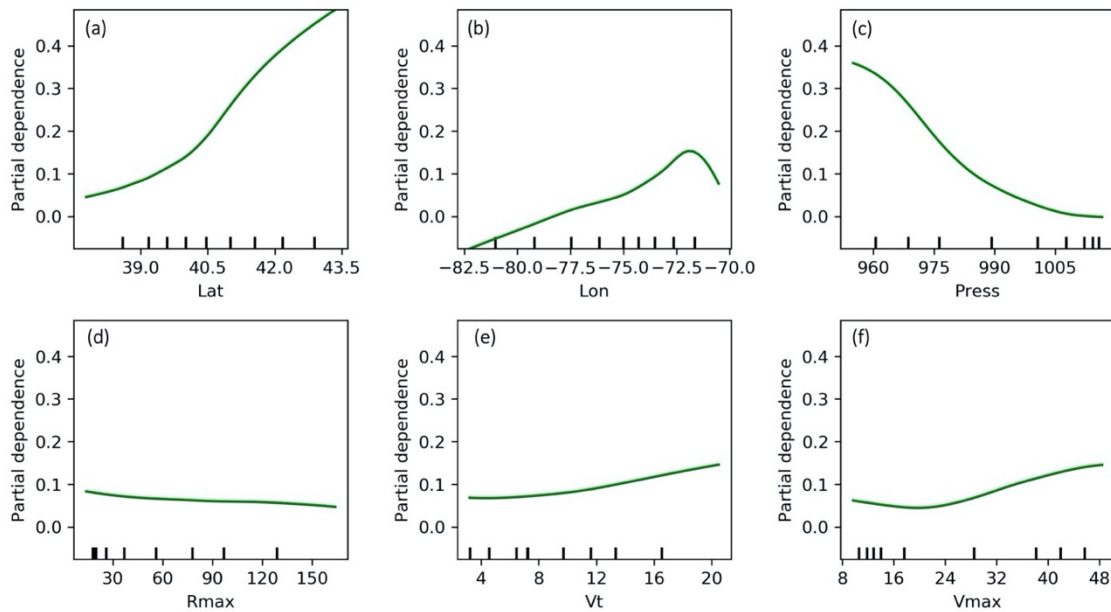 (a)
Partial dependence
0.4
0.3
0.2
0.1
0.0
39.0 40.5 42.0 43.5
Lat
(b)
Partial dependence
0.4
0.3
0.2
0.1
0.0
−82.5 −80.0 −77.5 −75.0 −72.5 −70.0
Lon
(c)
Partial dependence
0.4
0.3
0.2
0.1
0.0
960 975 990 1005
Press
(d)
Partial dependence
0.4
0.3
0.2
0.1
0.0
30 60 90 120 150
Rmax
(e)
Partial dependence
0.4
0.3
0.2
0.1
0.0
4 8 12 16 20
Vt
(f)
Partial dependence
0.4
0.3
0.2
0.1
0.0
8 16 24 32 40 48
Vmax